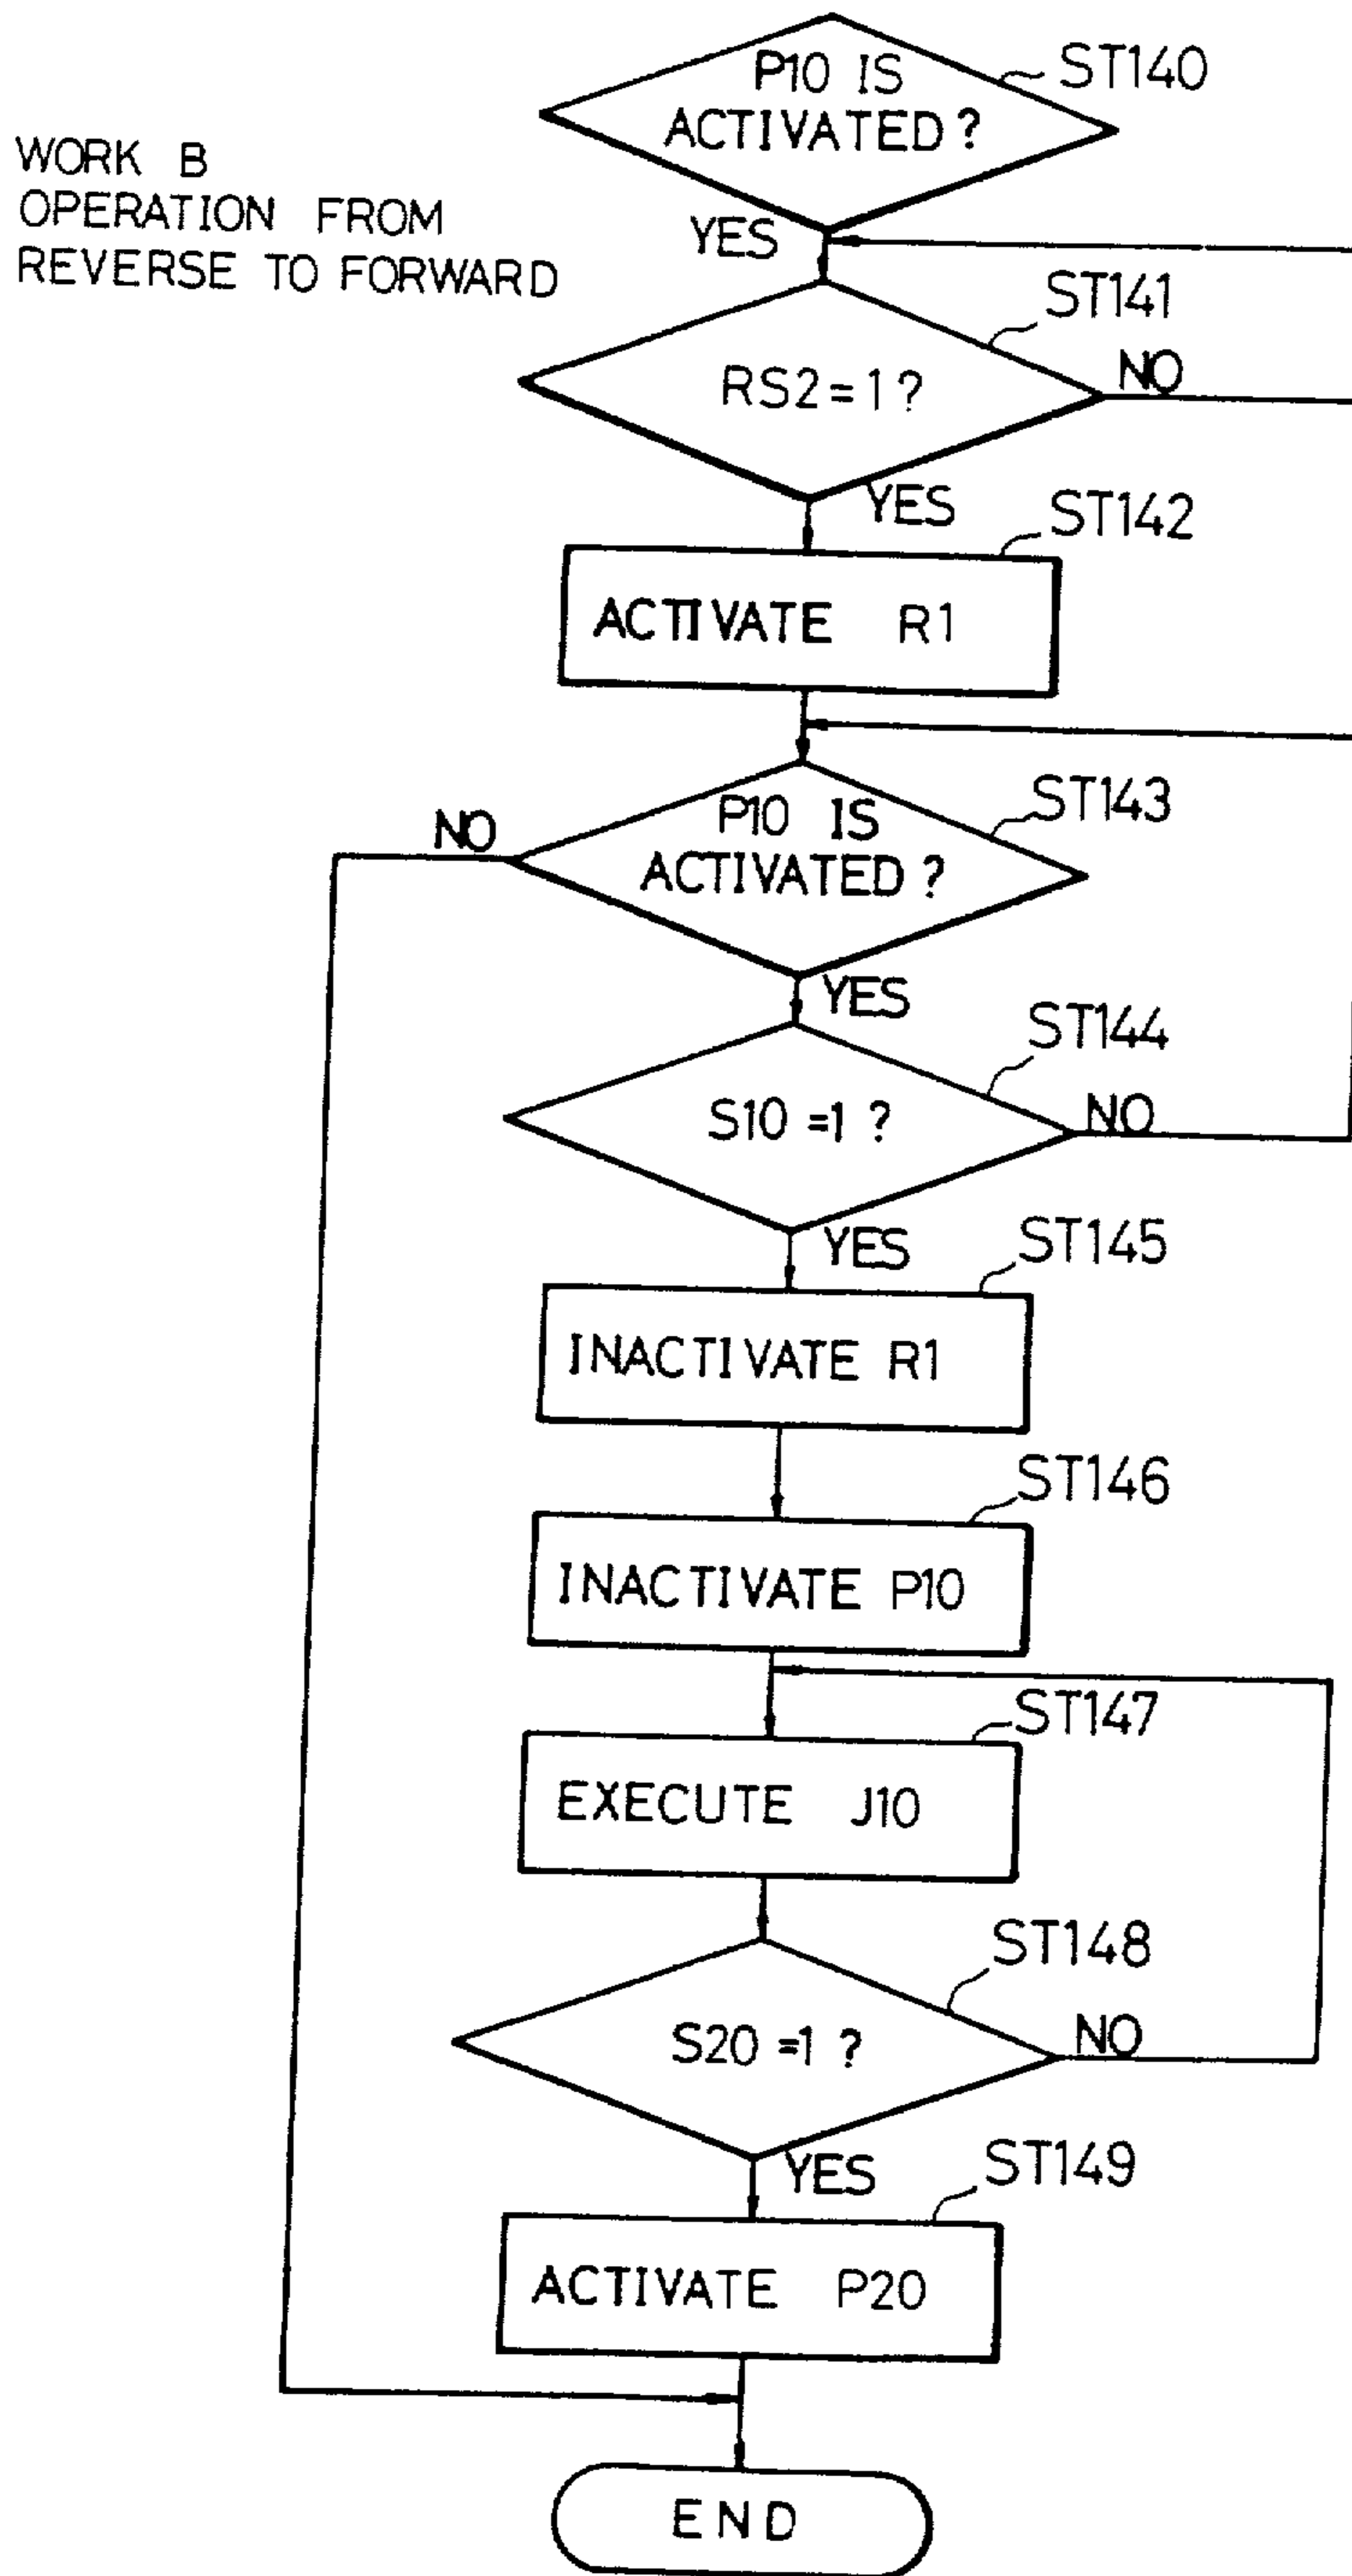 P10 IS
ACTIVATED?
ST140
WORK B
OPERATION FROM
REVERSE TO FORWARD
YES
ST141
RS2=1?
NO
YES
ST142
ACTIVATE R1
ST143
P10 IS
ACTIVATED?
NO
YES
ST144
S10=1?
NO
YES
ST145
INACTIVATE R1
ST146
INACTIVATE P10
ST147
EXECUTE J10
ST148
S20=1?
NO
YES
ST149
ACTIVATE P20
END